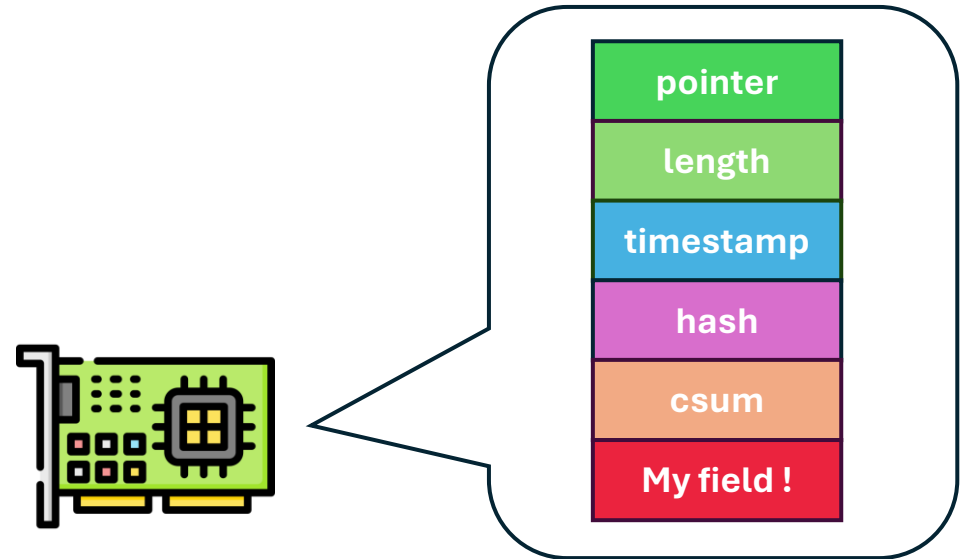 pointer
length
timestamp
hash
csum
My field !